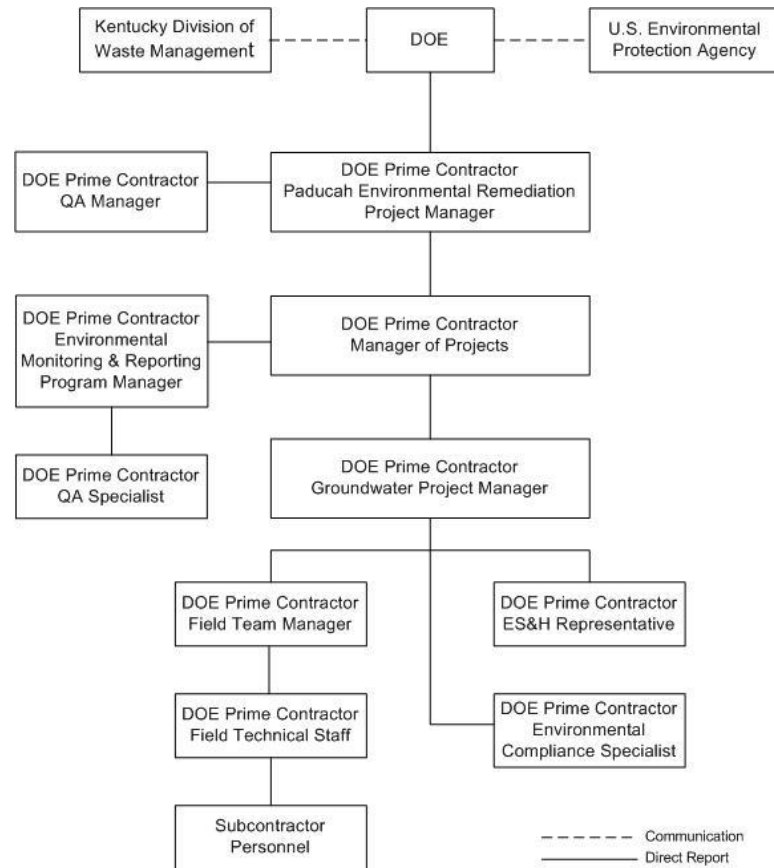 Kentucky Division of
Waste Management
DOE
U.S. Environmental
Protection Agency
DOE Prime Contractor
QA Manager
DOE Prime Contractor
Paducah Environmental Remediation
Project Manager
DOE Prime Contractor
Environmental
Monitoring & Reporting
Program Manager
DOE Prime Contractor
Manager of Projects
DOE Prime Contractor
QA Specialist
DOE Prime Contractor
Groundwater Project Manager
DOE Prime Contractor
Field Team Manager
DOE Prime Contractor
ES&H Representative
DOE Prime Contractor
Field Technical Staff
DOE Prime Contractor
Environmental
Compliance Specialist
Subcontractor
Personnel
Communication
Direct Report